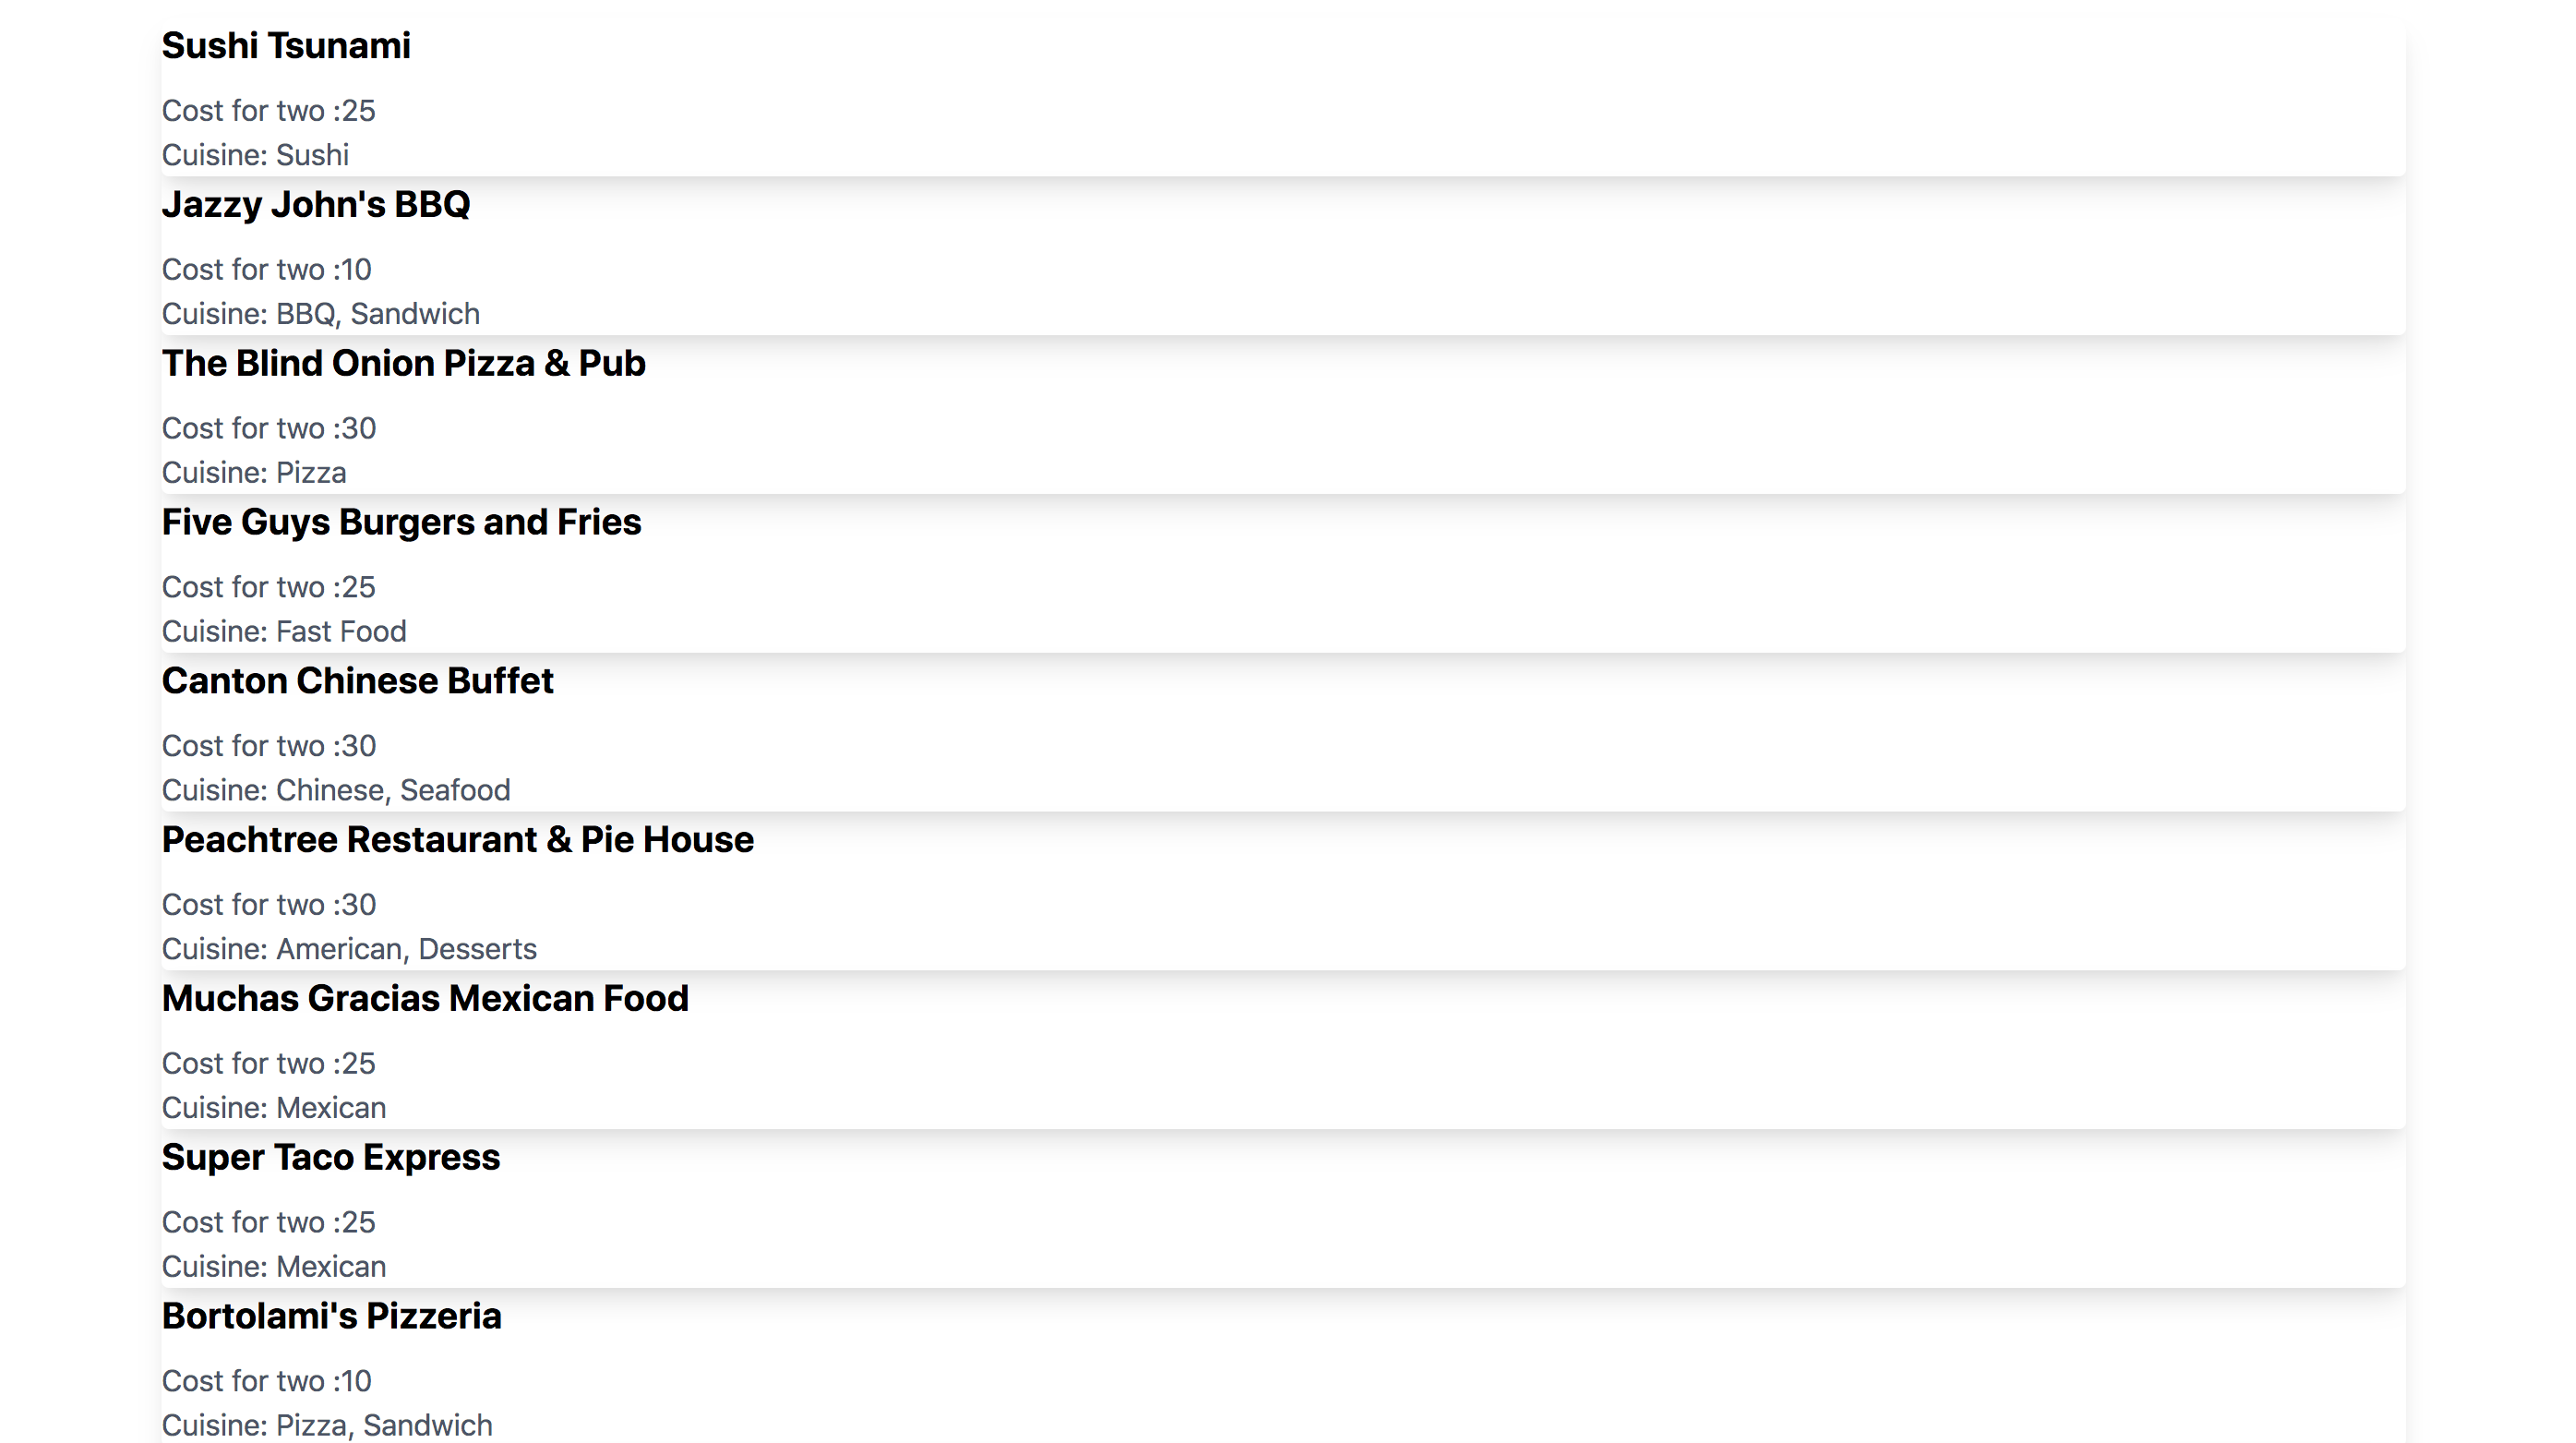 Sushi Tsunami
Cost for two :25
Cuisine: Sushi
Jazzy John's BBQ
Cost for two :10
Cuisine: BBQ, Sandwich
The Blind Onion Pizza & Pub
Cost for two :30
Cuisine: Pizza
Five Guys Burgers and Fries
Cost for two :25
Cuisine: Fast Food
Canton Chinese Buffet
Cost for two :30
Cuisine: Chinese, Seafood
Peachtree Restaurant & Pie House
Cost for two :30
Cuisine: American, Desserts
Muchas Gracias Mexican Food
Cost for two :25
Cuisine: Mexican
Super Taco Express
Cost for two :25
Cuisine: Mexican
Bortolami's Pizzeria
Cost for two :10
Cuisine: Pizza, Sandwich